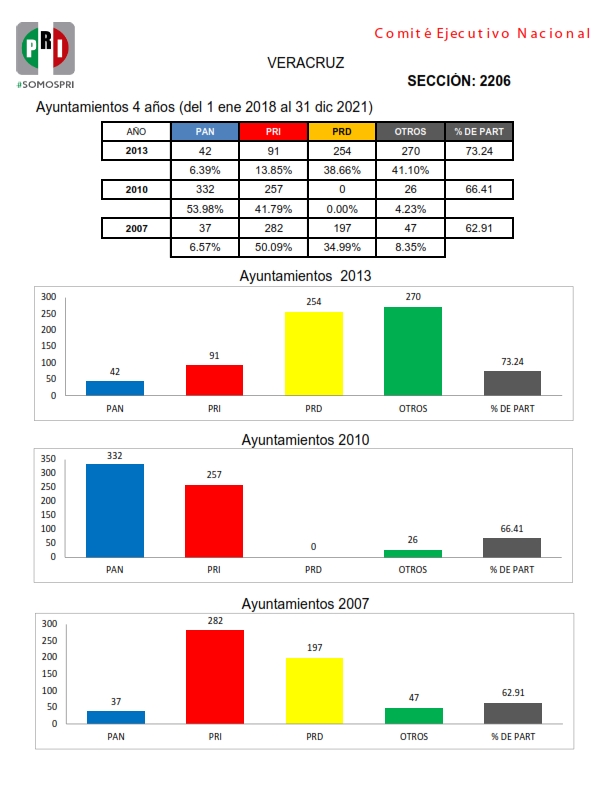 Comité Ejecutivo Nacional
PRI
#SOMOSPRI
VERACRUZ
SECCIÓN: 2206
Ayuntamientos 4 años (del 1 ene 2018 al 31 dic 2021)
AÑO PAN PRI PRD OTROS % DE PART
2013 42 91 254 270 73.24
6.39% 13.85% 38.66% 41.10%
2010 332 257 0 26 66.41
53.98% 41.79% 0.00% 4.23%
2007 37 282 197 47 62.91
6.57% 50.09% 34.99% 8.35%
Ayuntamientos 2013
300
250
200
150
100
50
0
42 91 254 270 73.24
PAN PRI PRD OTROS % DE PART
Ayuntamientos 2010
350
300
250
200
150
100
50
0
332 257 0 26 66.41
PAN PRI PRD OTROS % DE PART
Ayuntamientos 2007
300
250
200
150
100
50
0
37 282 197 47 62.91
PAN PRI PRD OTROS % DE PART